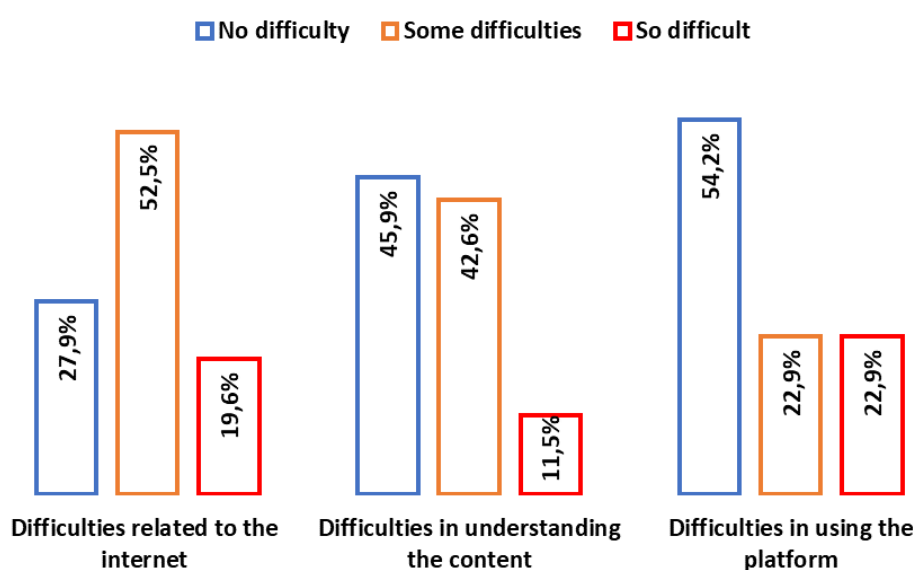 No difficulty Some difficulties So difficult
27,9%
52,5%
19,6%
45,9%
42,6%
11,5%
54,2%
22,9%
22,9%
Difficulties related to the
internet
Difficulties in understanding
the content
Difficulties in using the
platform